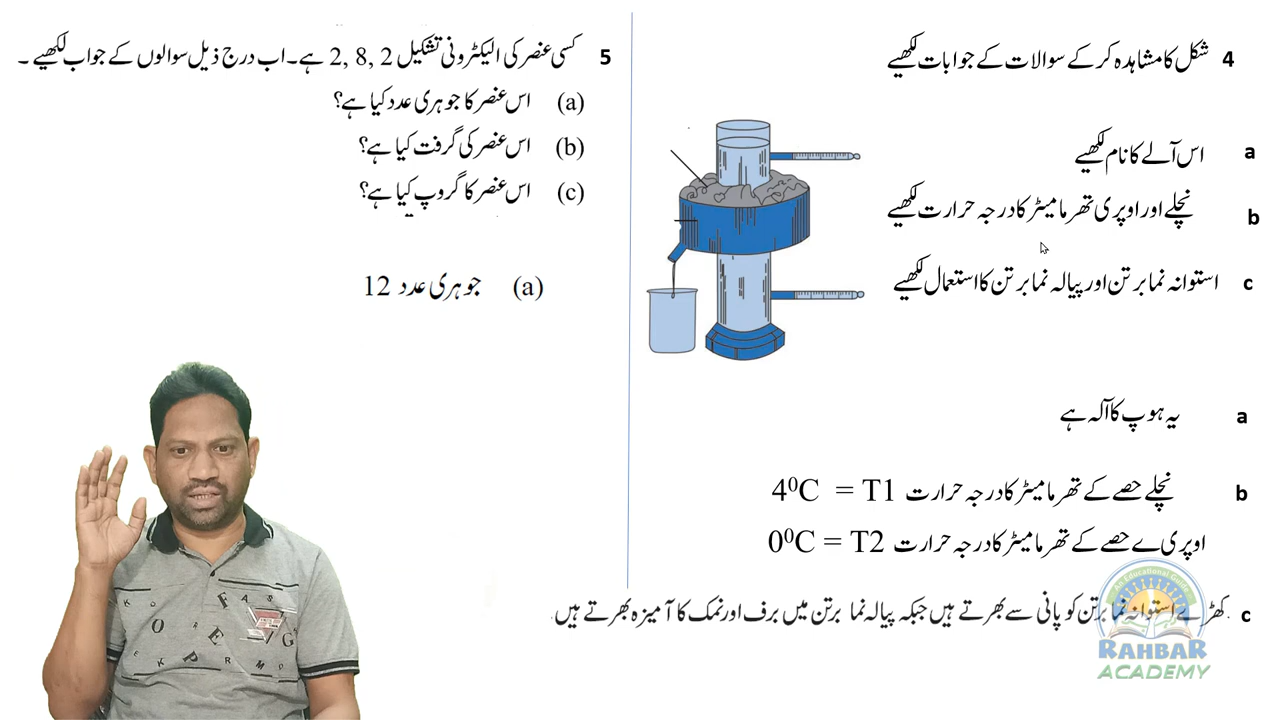 4 شکل کا مشاہدہ کر کے سوالات کے جوابات لکھیے
a اس آلے کا نام لکھیے
b نچلے اور اوپری تھرمامیٹر کا درجہ حرارت لکھیے
c استوانہ نما برتن اور پیالہ نما برتن کا استعمال لکھیے
a یہ ہوپ کا آلہ ہے
b نچلے حصے کے تھرمامیٹر کا درجہ حرارت 4⁰C = T1
اوپری ے حصے کے تھرمامیٹر کا درجہ حرارت 0⁰C = T2
c کھڑے استوانہ نما برتن کو پانی سے بھرتے ہیں جبکہ پیالہ نما برتن میں برف اور نمک کا آمیزہ بھرتے ہیں.
5 کسی عنصر کی الیکٹرونی تشکیل 2, 8, 2 ہے۔اب درج ذیل سوالوں کے جواب لکھیے ۔
(a) اس عنصر کا جوہری عدد کیا ہے؟
(b) اس عنصر کی گرفت کیا ہے؟
(c) اس عنصر کا گروپ کیا ہے؟
(a) جوہری عدد 12
RAHBAR
ACADEMY